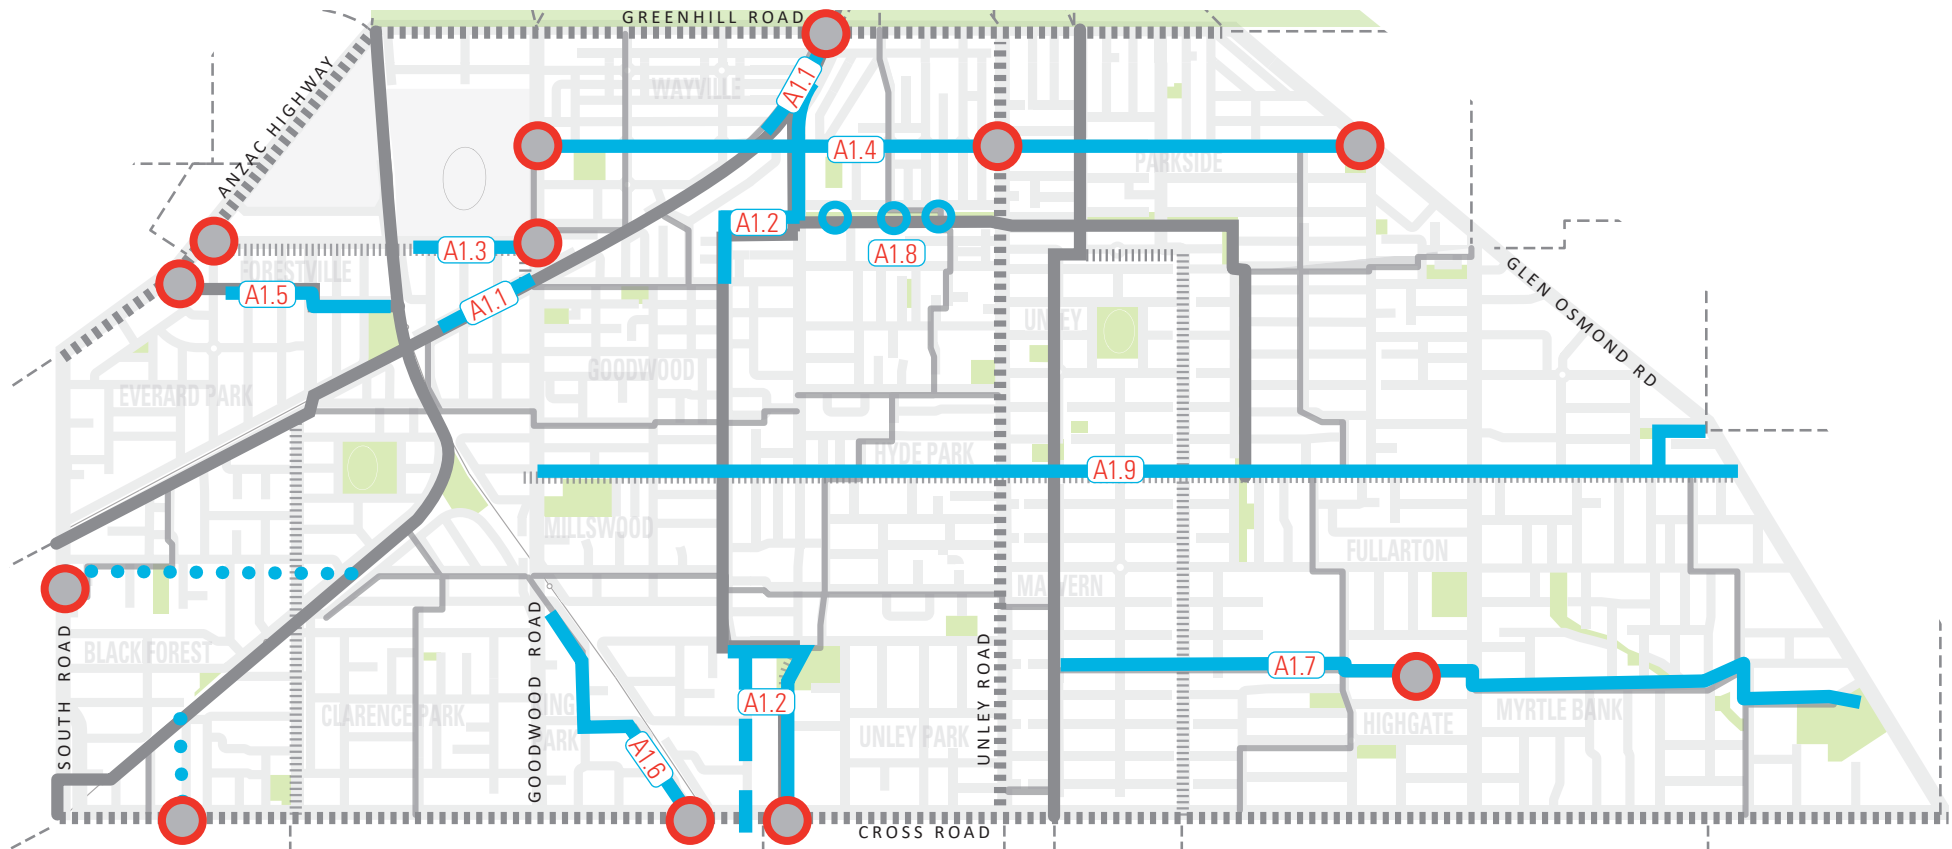 GREENHILL ROAD
ANZAC HIGHWAY
A1.1
WAYVILLE
A1.4
PARKSIDE
A1.2
A1.3
A1.8
FORESTVILLE
A1.5
A1.1
GLEN OSMOND RD
UNLEY
GOODWOOD
EVERARD PARK
HYDE PARK
A1.9
MILLSWOOD
FULLARTON
MALVERN
BLACK FOREST
SOUTH ROAD
GOODWOOD ROAD
UNLEY ROAD
A1.7
A1.2
CLARENCE PARK
KING
PARK
A1.6
UNLEY PARK
HIGHGATE
MYRTLE BANK
CROSS ROAD